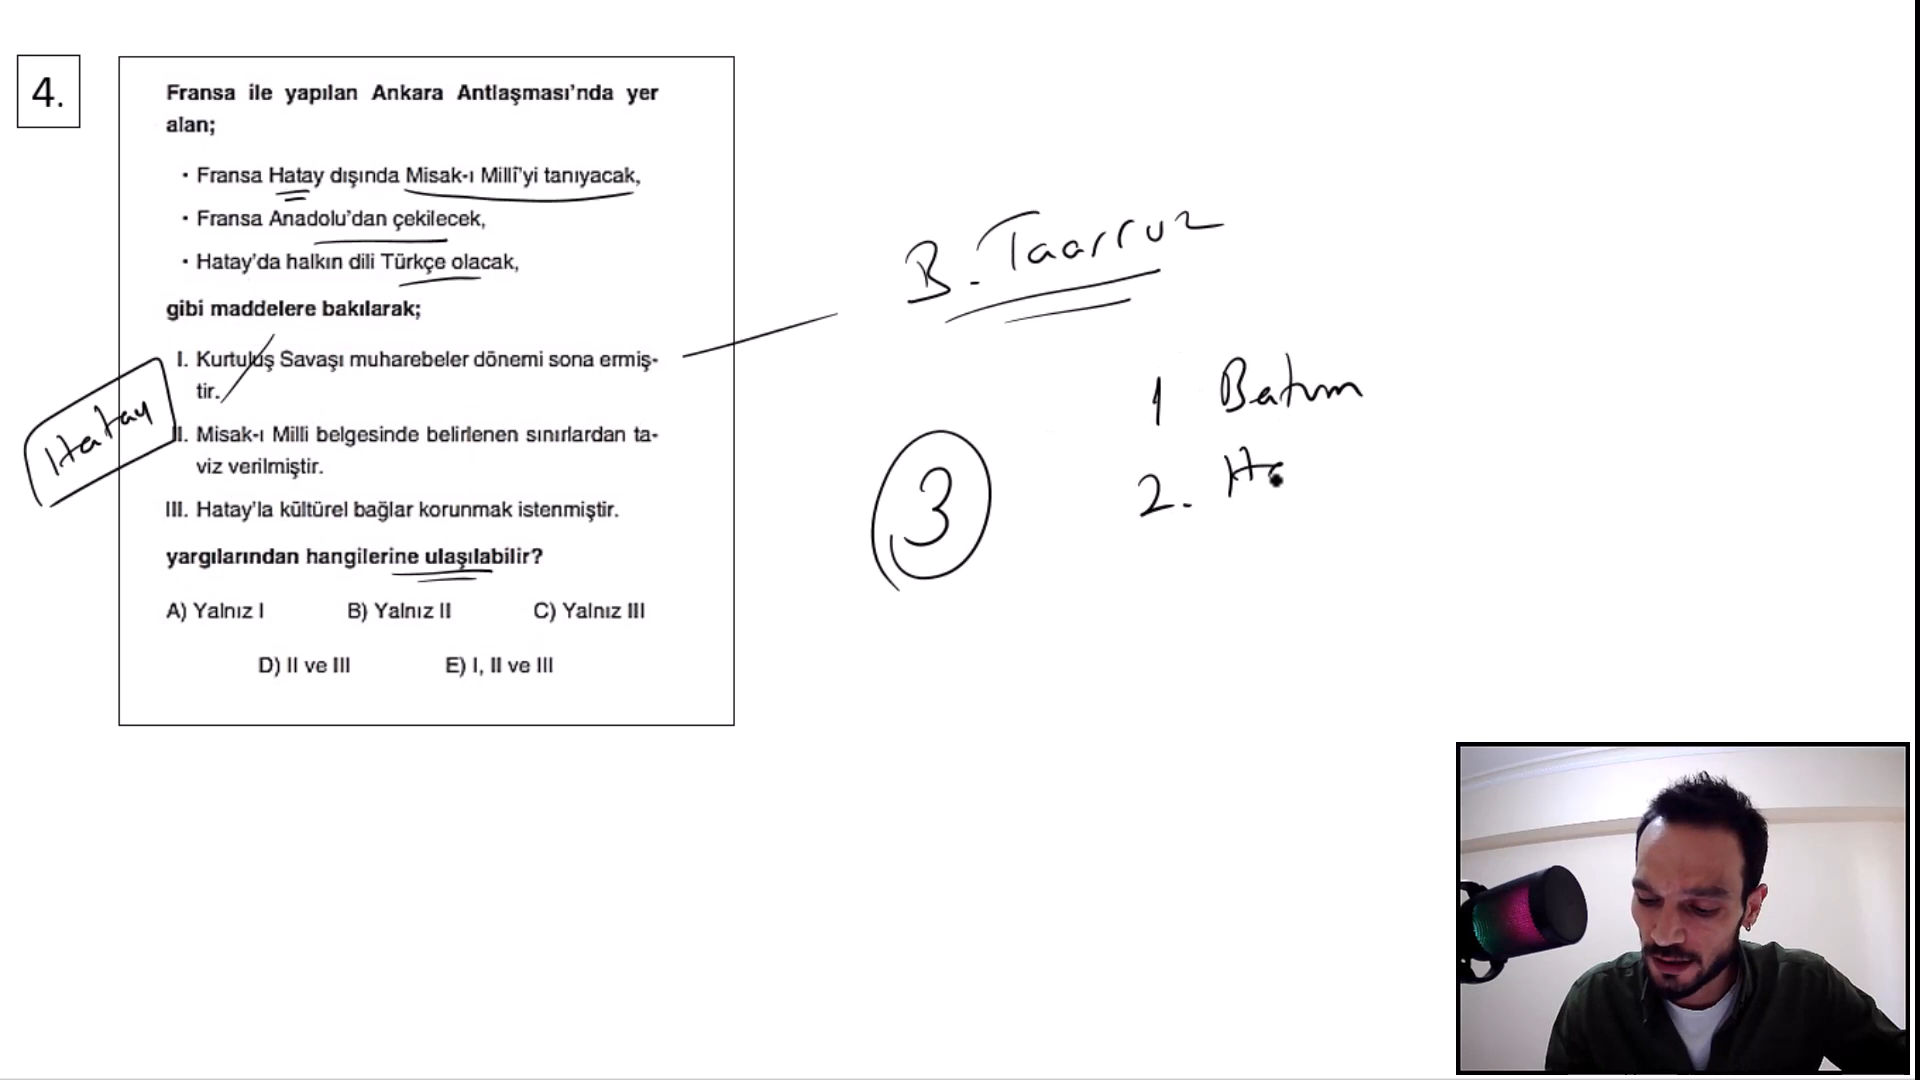 4.
Fransa ile yapılan Ankara Antlaşması'nda yer
alan;
• Fransa Hatay dışında Misak-ı Millî'yi tanıyacak,
• Fransa Anadolu'dan çekilecek,
• Hatay'da halkın dili Türkçe olacak,
gibi maddelere bakılarak;
I. Kurtuluş Savaşı muharebeler dönemi sona ermiş-
tir.
II. Misak-ı Milli belgesinde belirlenen sınırlardan ta-
viz verilmiştir.
III. Hatay'la kültürel bağlar korunmak istenmiştir.
yargılarından hangilerine ulaşılabilir?
A) Yalnız I B) Yalnız II C) Yalnız III
D) II ve III E) I, II ve III
Hatay
B. Taarruz
3
1 Batum
2. Ha